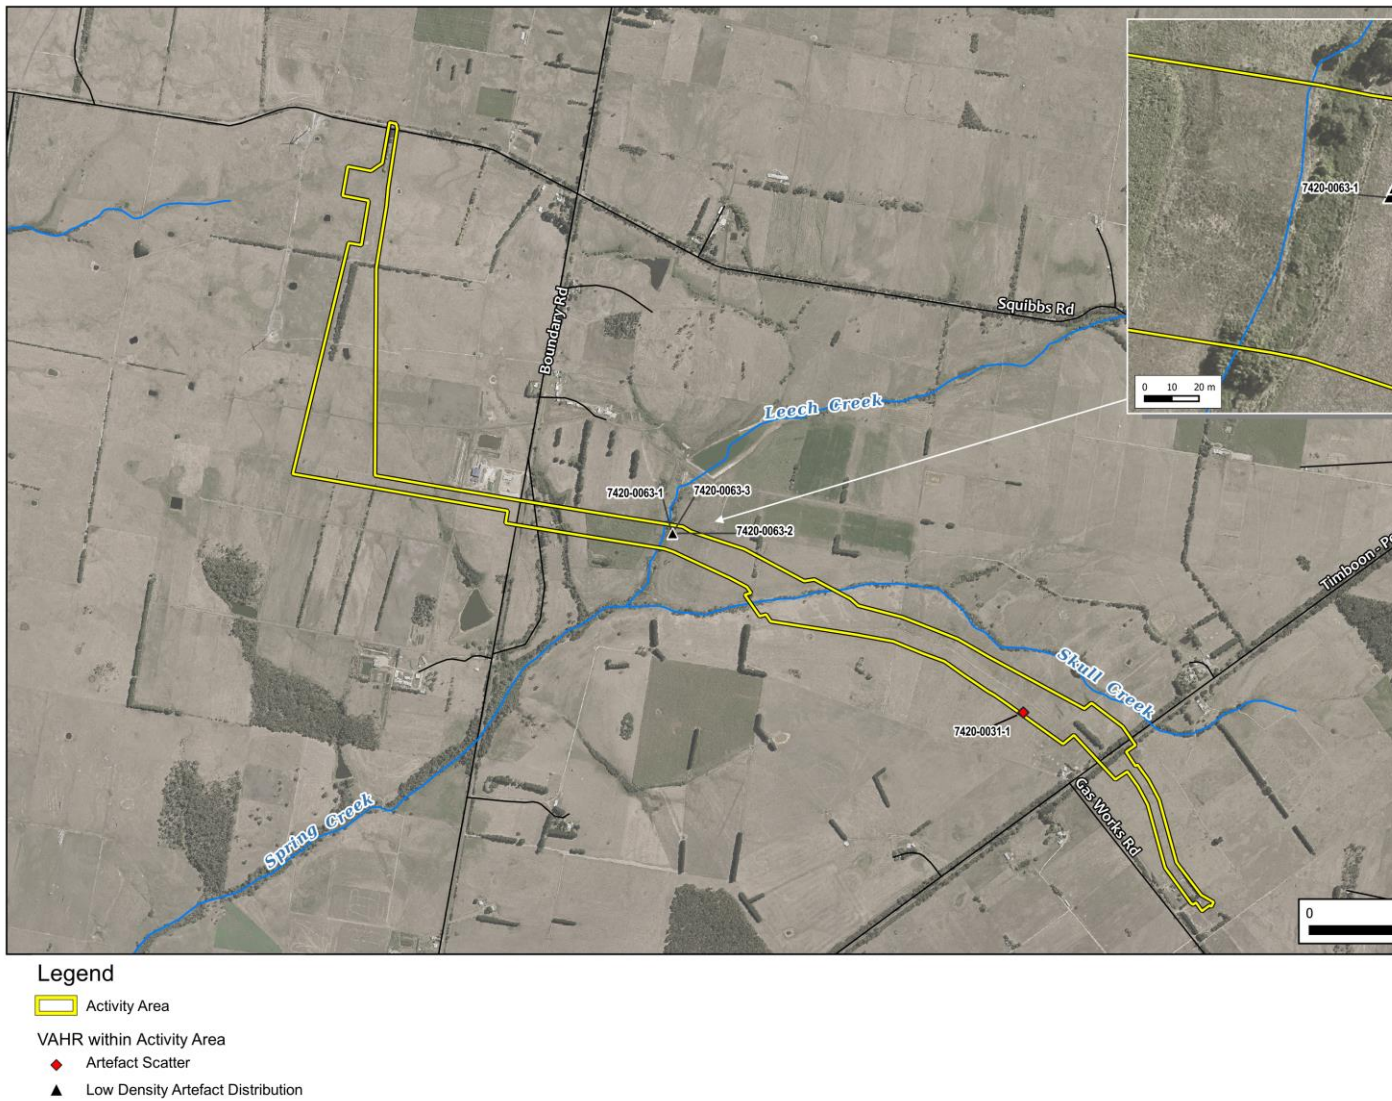 7420-0063-1
0 10 20 m
Squibbs Rd
Boundary Rd
Leech Creek
7420-0063-1
7420-0063-3
7420-0063-2
Timboon - Pe
Skull Creek
7420-0031-1
Gas Works Rd
Spring Creek
0
Legend
Activity Area
VAHR within Activity Area
Artefact Scatter
Low Density Artefact Distribution